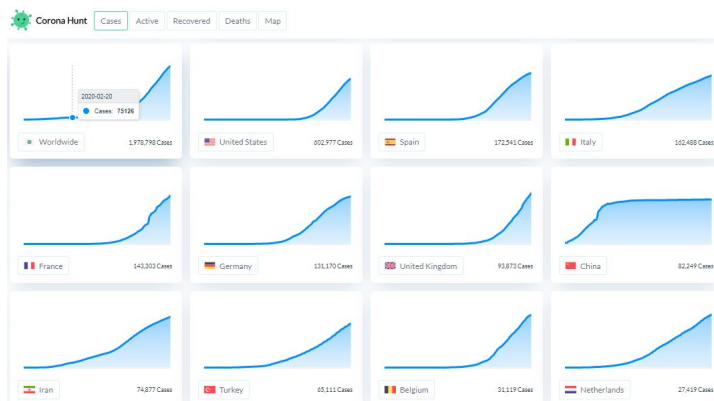 Corona Hunt Cases Active Recovered Deaths Map
2020-02-20
Cases: 75126
Worldwide 1,978,798 Cases
United States 602,977 Cases
Spain 172,541 Cases
Italy 162,488 Cases
France 143,303 Cases
Germany 131,170 Cases
United Kingdom 93,873 Cases
China 82,249 Cases
Iran 74,877 Cases
Turkey 65,111 Cases
Belgium 31,119 Cases
Netherlands 27,419 Cases